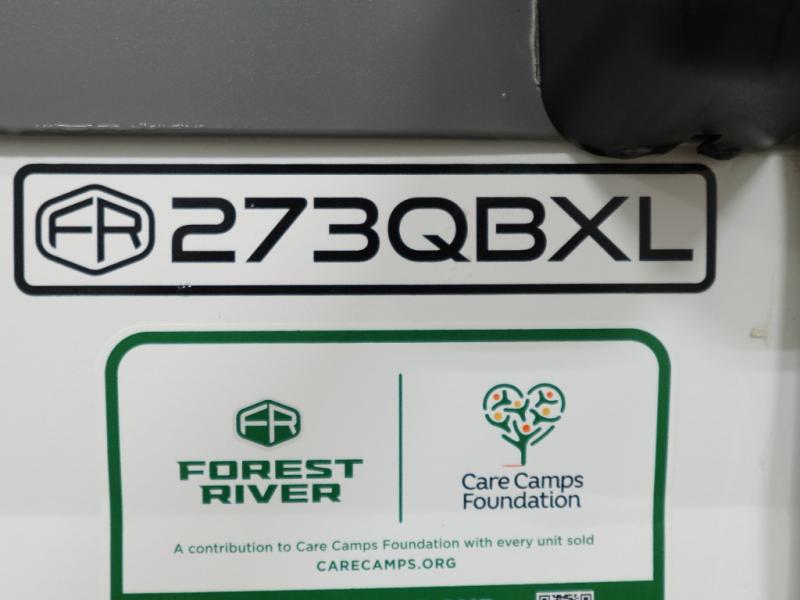 FR 273QBXL
FR
FOREST
RIVER
Care Camps
Foundation
A contribution to Care Camps Foundation with every unit sold
CARECAMPS.ORG